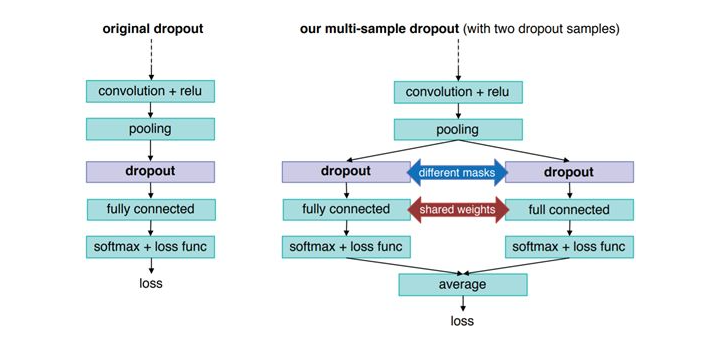 original dropout
convolution + relu
pooling
dropout
fully connected
softmax + loss func
loss
our multi-sample dropout (with two dropout samples)
convolution + relu
pooling
dropout
different masks
dropout
fully connected
shared weights
full connected
softmax + loss func
softmax + loss func
average
loss